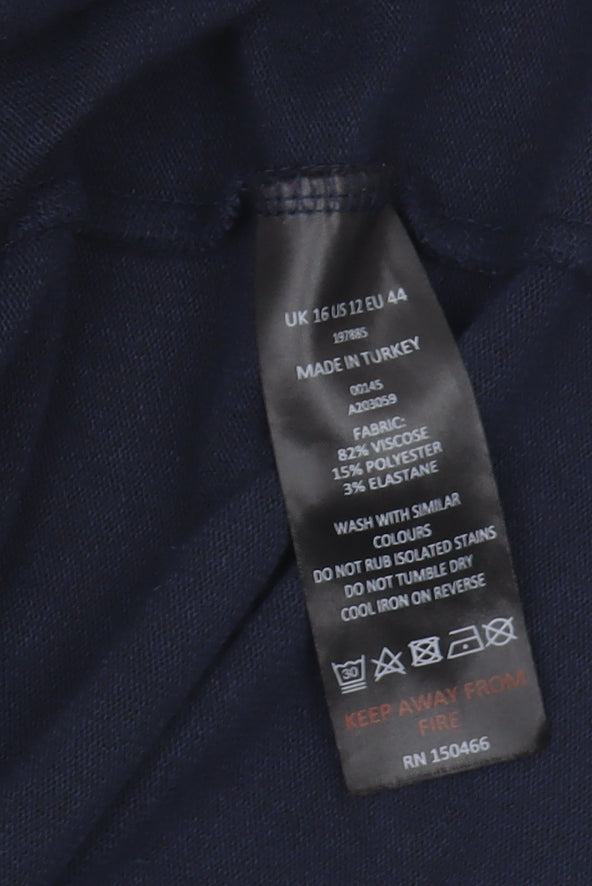 UK 16 US 12 EU 44
197885
MADE IN TURKEY
00145
A203059
FABRIC:
82% VISCOSE
15% POLYESTER
3% ELASTANE
WASH WITH SIMILAR
COLOURS
DO NOT RUB ISOLATED STAINS
DO NOT TUMBLE DRY
COOL IRON ON REVERSE
30
KEEP AWAY FROM
FIRE
RN 150466